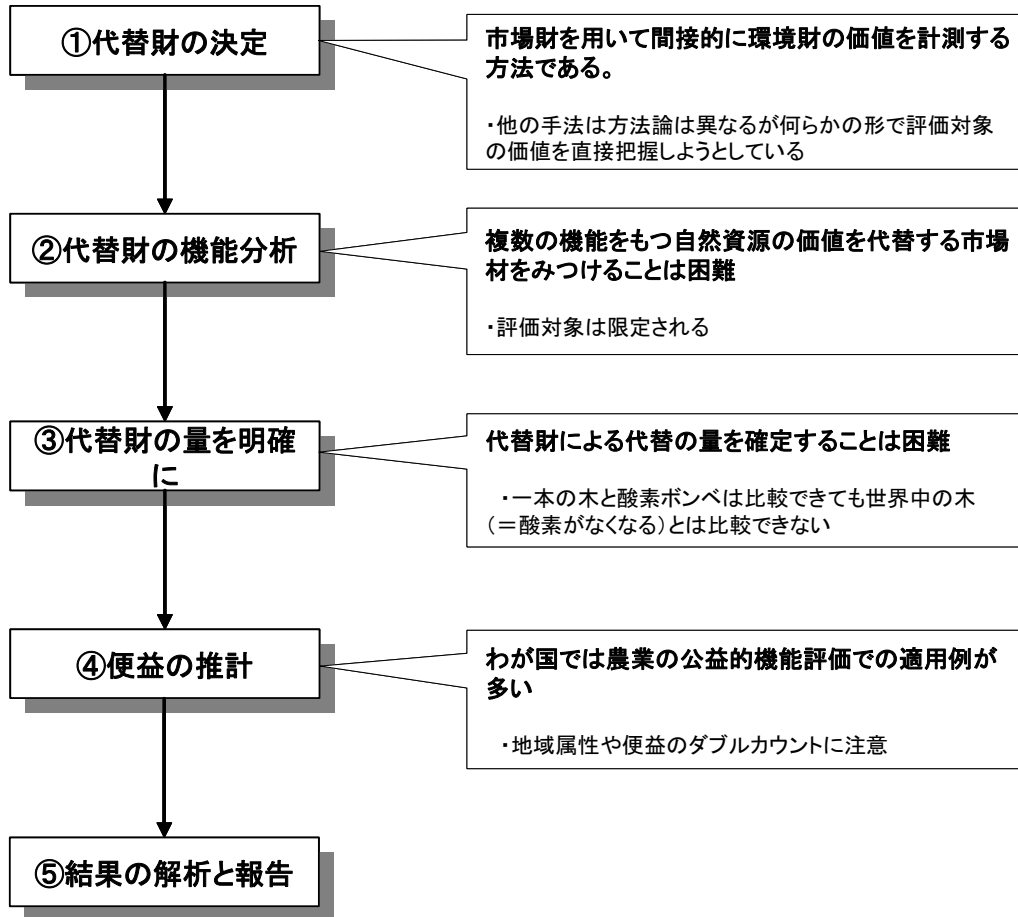 ①代替財の決定
市場財を用いて間接的に環境財の価値を計測する
方法である。
・他の手法は方法論は異なるが何らかの形で評価対象
の価値を直接把握しようとしている
②代替財の機能分析
複数の機能をもつ自然資源の価値を代替する市場
材をみつけることは困難
・評価対象は限定される
③代替財の量を明確
に
代替財による代替の量を確定することは困難
・一本の木と酸素ボンベは比較できても世界中の木
(=酸素がなくなる)とは比較できない
④便益の推計
わが国では農業の公益的機能評価での適用例が
多い
・地域属性や便益のダブルカウントに注意
⑤結果の解析と報告